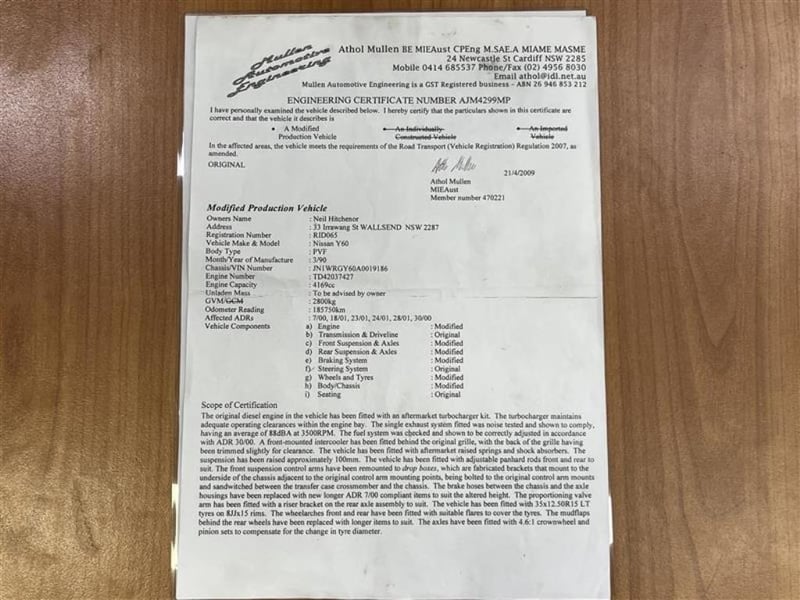 Mullen
Automotive
Engineering
Athol Mullen BE MIEAust CPEng M.SAE.A MIAME MASME
24 Newcastle St Cardiff NSW 2285
Mobile 0414 685537 Phone/Fax (02) 4956 8030
Email athol@idl.net.au
Mullen Automotive Engineering is a GST Registered business – ABN 26 946 853 212
ENGINEERING CERTIFICATE NUMBER AJM4299MP
I have personally examined the vehicle described below. I hereby certify that the particulars shown in this certificate are
correct and that the vehicle it describes is
• A Modified • An Individually • An Imported
Production Vehicle Constructed Vehicle Vehicle
In the affected areas, the vehicle meets the requirements of the Road Transport (Vehicle Registration) Regulation 2007, as
amended.
ORIGINAL
Athol Mullen 21/4/2009
Athol Mullen
MIEAust
Member number 470221
Modified Production Vehicle
Owners Name : Neil Hitchenor
Address : 33 Irrawang St WALLSEND NSW 2287
Registration Number : RID065
Vehicle Make & Model : Nissan Y60
Body Type : PVF
Month/Year of Manufacture : 3/90
Chassis/VIN Number : JN1WRGY60A0019186
Engine Number : TD42037427
Engine Capacity : 4169cc
Unladen Mass : To be advised by owner
GVM/GCM : 2800kg
Odometer Reading : 185750km
Affected ADRs : 7/00, 18/01, 23/01, 24/01, 28/01, 30/00
Vehicle Components a) Engine : Modified
b) Transmission & Driveline : Original
c) Front Suspension & Axles : Modified
d) Rear Suspension & Axles : Modified
e) Braking System : Modified
f) Steering System : Original
g) Wheels and Tyres : Modified
h) Body/Chassis : Modified
i) Seating : Original
Scope of Certification
The original diesel engine in the vehicle has been fitted with an aftermarket turbocharger kit. The turbocharger maintains
adequate operating clearances within the engine bay. The single exhaust system fitted was noise tested and shown to comply,
having an average of 88dBA at 3500RPM. The fuel system was checked and shown to be correctly adjusted in accordance
with ADR 30/00. A front-mounted intercooler has been fitted behind the original grille, with the back of the grille having
been trimmed slightly for clearance. The vehicle has been fitted with aftermarket raised springs and shock absorbers. The
suspension has been raised approximately 100mm. The vehicle has been fitted with adjustable panhard rods front and rear to
suit. The front suspension control arms have been remounted to drop boxes, which are fabricated brackets that mount to the
underside of the chassis adjacent to the original control arm mounting points, being bolted to the original control arm mounts
and sandwiched between the transfer case crossmember and the chassis. The brake hoses between the chassis and the axle
housings have been replaced with new longer ADR 7/00 compliant items to suit the altered height. The proportioning valve
arm has been fitted with a riser bracket on the rear axle assembly to suit. The vehicle has been fitted with 35x12.50R15 LT
tyres on 8JJx15 rims. The wheelarches front and rear have been fitted with suitable flares to cover the tyres. The mudflaps
behind the rear wheels have been replaced with longer items to suit. The axles have been fitted with 4.6:1 crownwheel and
pinion sets to compensate for the change in tyre diameter.